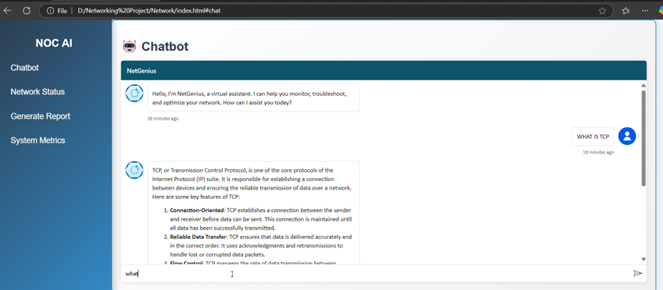 File D:/Networking%20Project/Network/index.html#chat
NOC AI
Chatbot
Network Status
Generate Report
System Metrics
Chatbot
NetGenius
Hello, I'm NetGenius, a virtual assistant. I can help you monitor, troubleshoot,
and optimize your network. How can I assist you today?
26 minutes ago
WHAT IS TCP
18 minutes ago
TCP, or Transmission Control Protocol, is one of the core protocols of the
Internet Protocol (IP) suite. It is responsible for establishing a connection
between devices and ensuring the reliable transmission of data over a network.
Here are some key features of TCP:
1. Connection-Oriented: TCP establishes a connection between the sender
and receiver before data can be sent. This connection is maintained until
all data has been successfully transmitted.
2. Reliable Data Transfer: TCP ensures that data is delivered accurately and
in the correct order. It uses acknowledgments and retransmissions to
handle lost or corrupted data packets.
3. Flow Control: TCP manages the rate of data transmission between
what